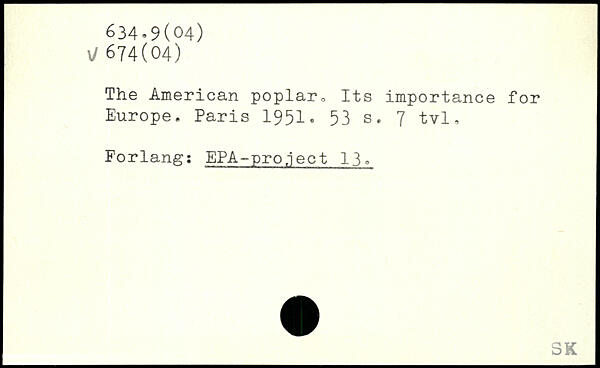 634.9(04)
V 674(04)
The American poplar. Its importance for
Europe. Paris 1951. 53 s. 7 tvl.
Forlang: EPA-project 13.
SK